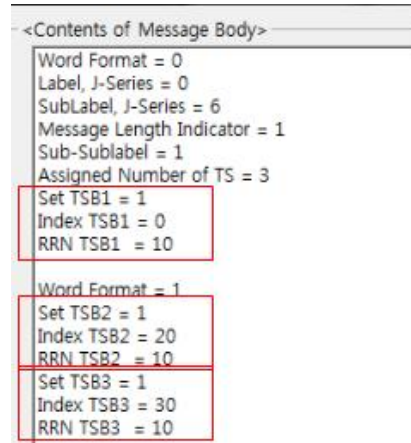 <Contents of Message Body>
Word Format = 0
Label, J-Series = 0
SubLabel, J-Series = 6
Message Length Indicator = 1
Sub-Sublabel = 1
Assigned Number of TS = 3
Set TSB1 = 1
Index TSB1 = 0
RRN TSB1 = 10
Word Format = 1
Set TSB2 = 1
Index TSB2 = 20
RRN TSB2 = 10
Set TSB3 = 1
Index TSB3 = 30
RRN TSB3 = 10